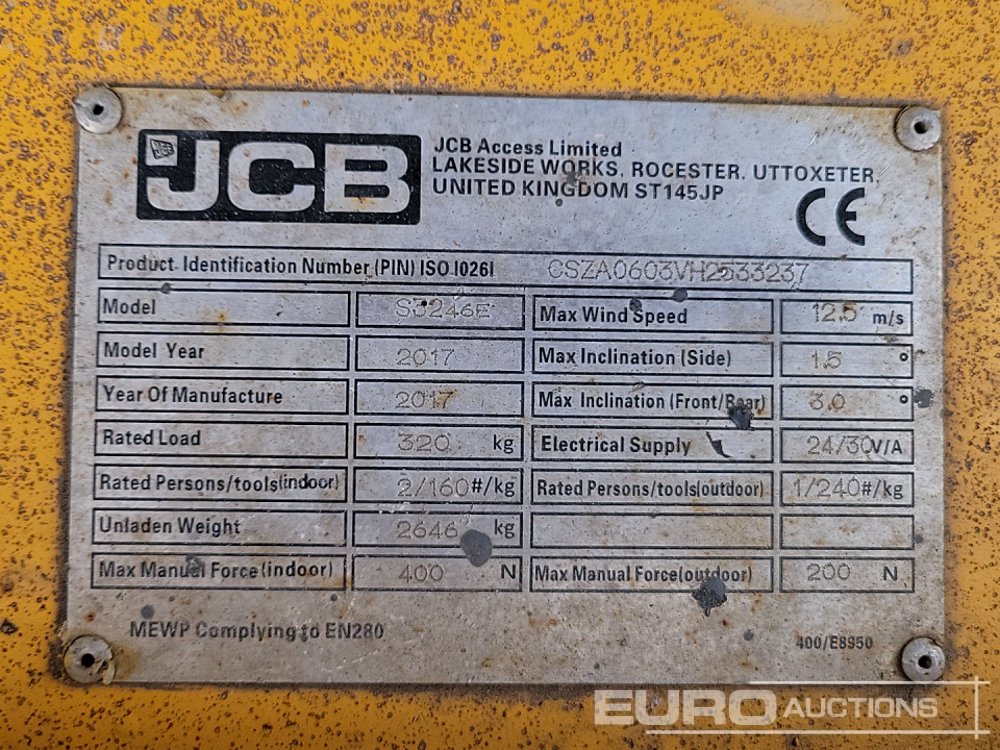 JCB
JCB Access Limited
LAKESIDE WORKS, ROCESTER, UTTOXETER,
UNITED KINGDOM ST145JP
CE
Product Identification Number (PIN) ISO 10261 CSZA0603VH2533237
Model S3246E Max Wind Speed 12.5 m/s
Model Year 2017 Max Inclination (Side) 1.5 °
Year Of Manufacture 2017 Max Inclination (Front/Rear) 3.0 °
Rated Load 320 kg Electrical Supply 24/30 V/A
Rated Persons/tools(indoor) 2/160#/kg Rated Persons/tools(outdoor) 1/240#/kg
Unladen Weight 2646 kg
Max Manual Force(indoor) 400 N Max Manual Force(outdoor) 200 N
MEWP Complying to EN280
400/E8950
EURO AUCTIONS